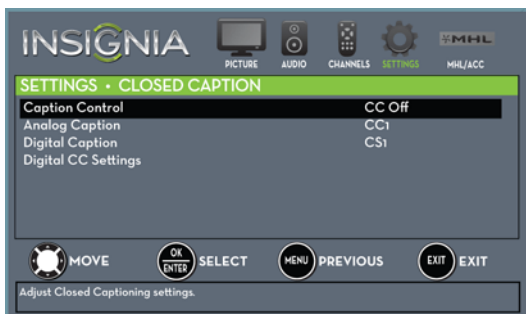 INSIGNIA
PICTURE AUDIO CHANNELS SETTINGS MHL MHL/ACC
SETTINGS • CLOSED CAPTION
Caption Control CC Off
Analog Caption CC1
Digital Caption CS1
Digital CC Settings
MOVE OK ENTER SELECT MENU PREVIOUS EXIT EXIT
Adjust Closed Captioning settings.